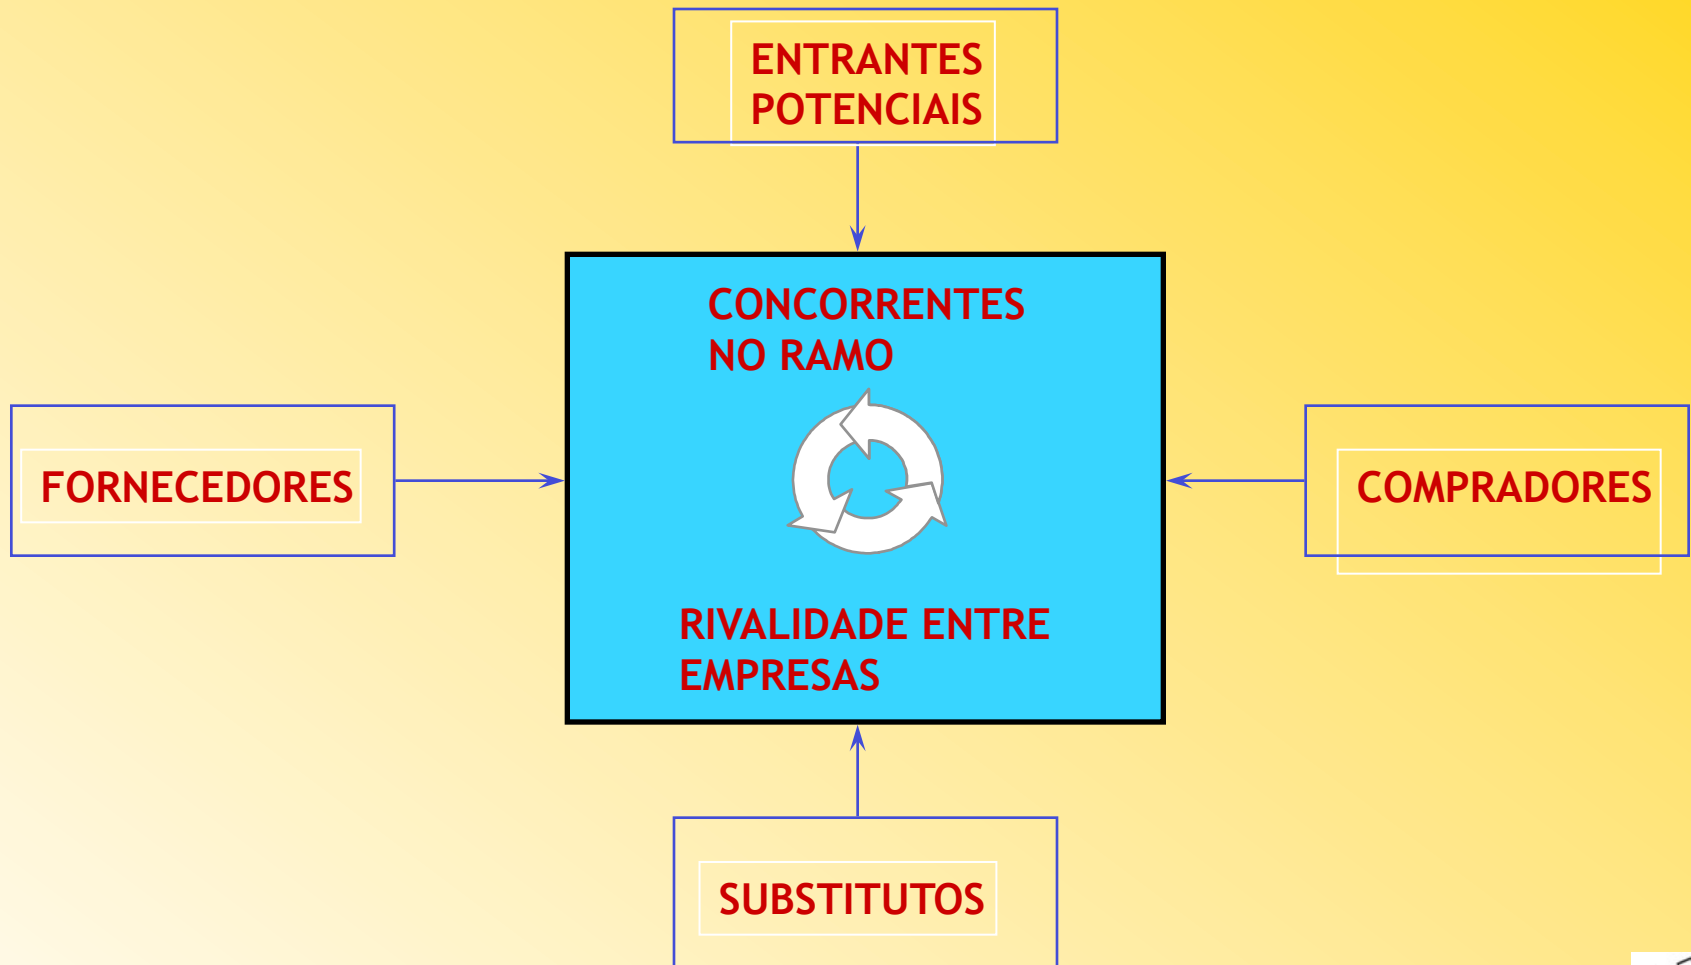 ENTRANTES
POTENCIAIS
CONCORRENTES
NO RAMO
FORNECEDORES
COMPRADORES
RIVALIDADE ENTRE
EMPRESAS
SUBSTITUTOS